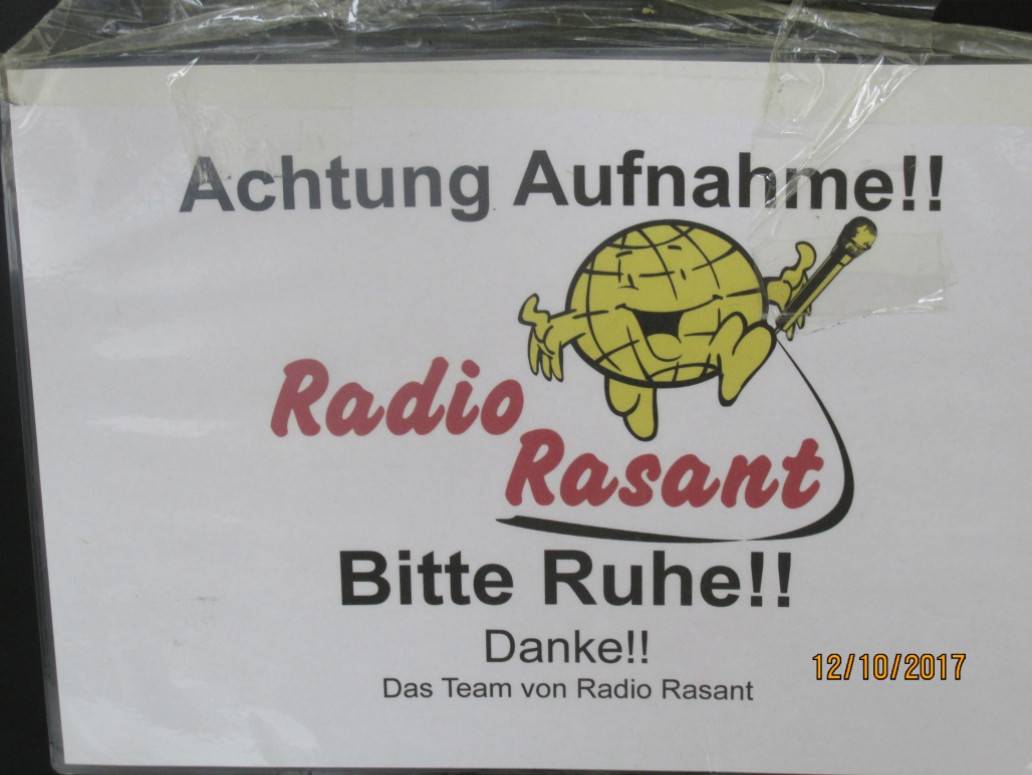 Achtung Aufnahme!!
Radio
Rasant
Bitte Ruhe!!
Danke!!
Das Team von Radio Rasant
12/10/2017